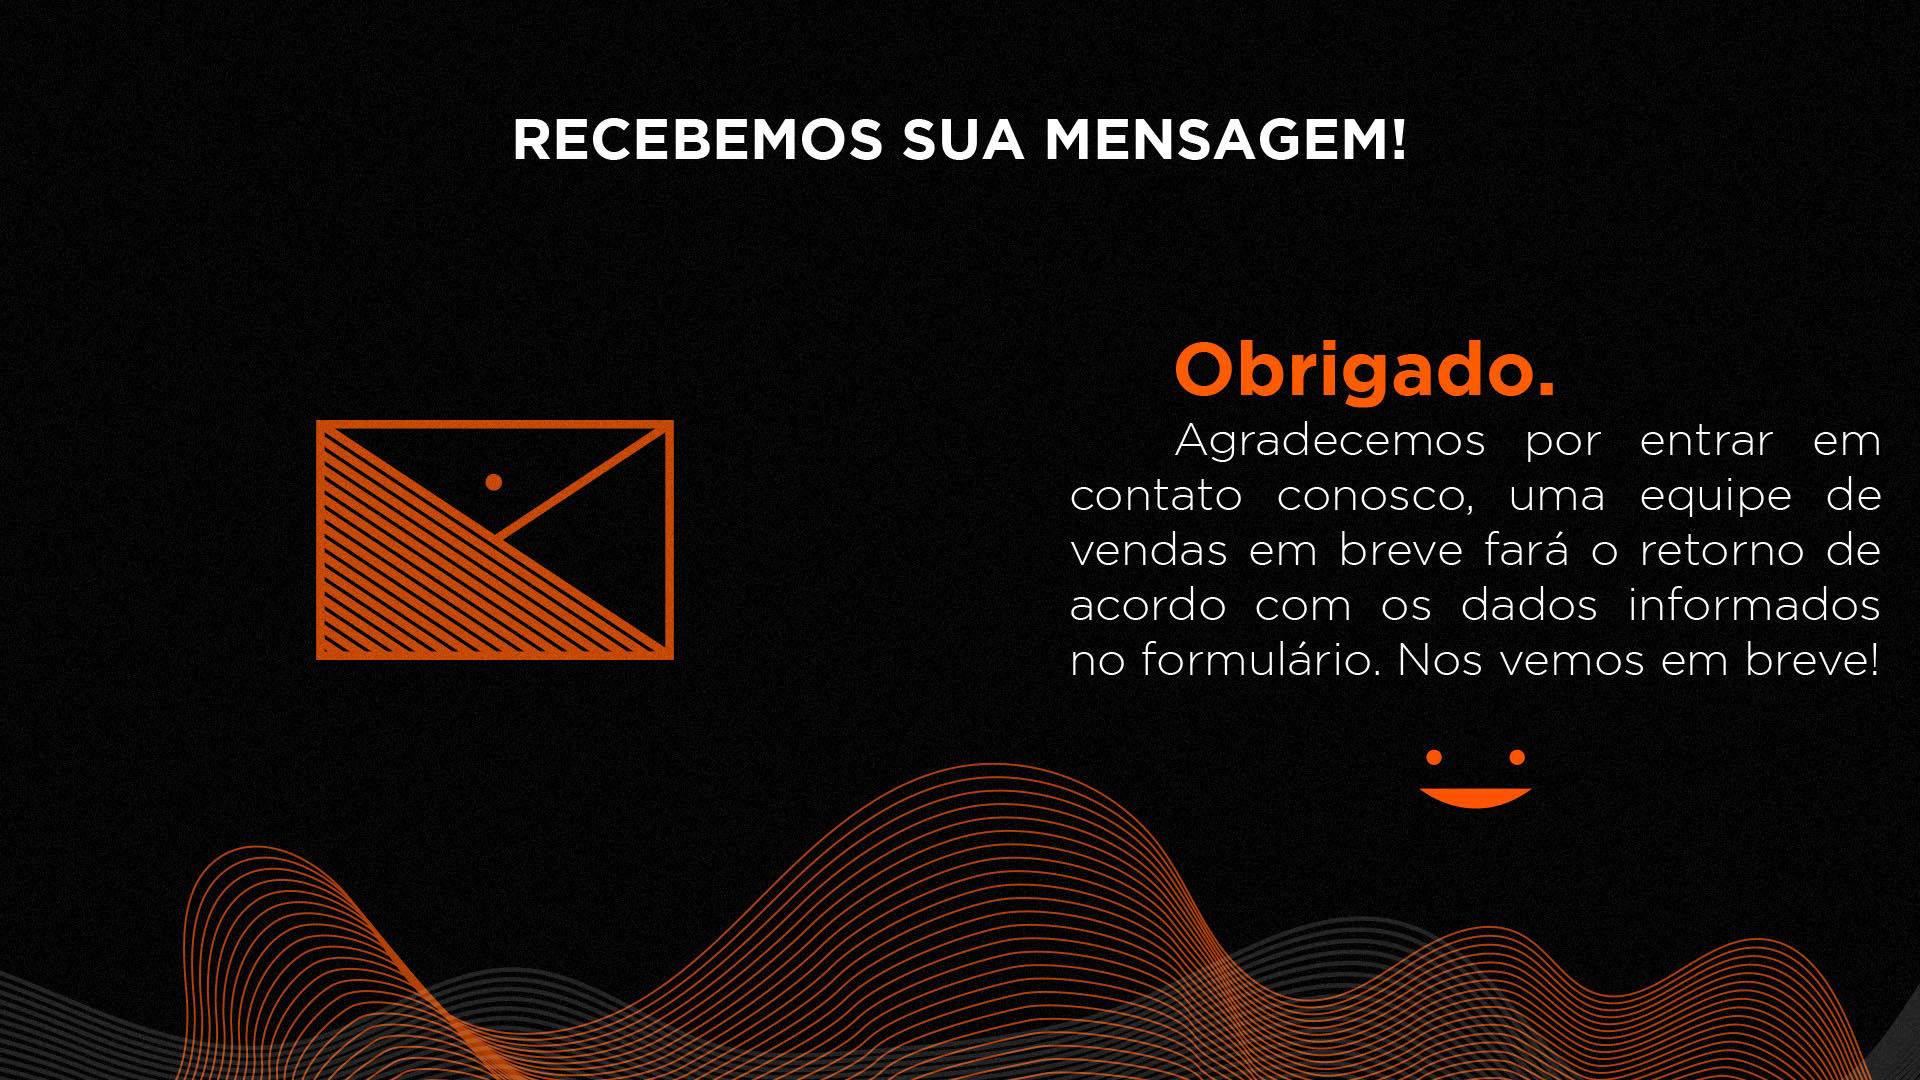 RECEBEMOS SUA MENSAGEM!
Obrigado.
Agradecemos por entrar em
contato conosco, uma equipe de
vendas em breve fará o retorno de
acordo com os dados informados
no formulário. Nos vemos em breve!